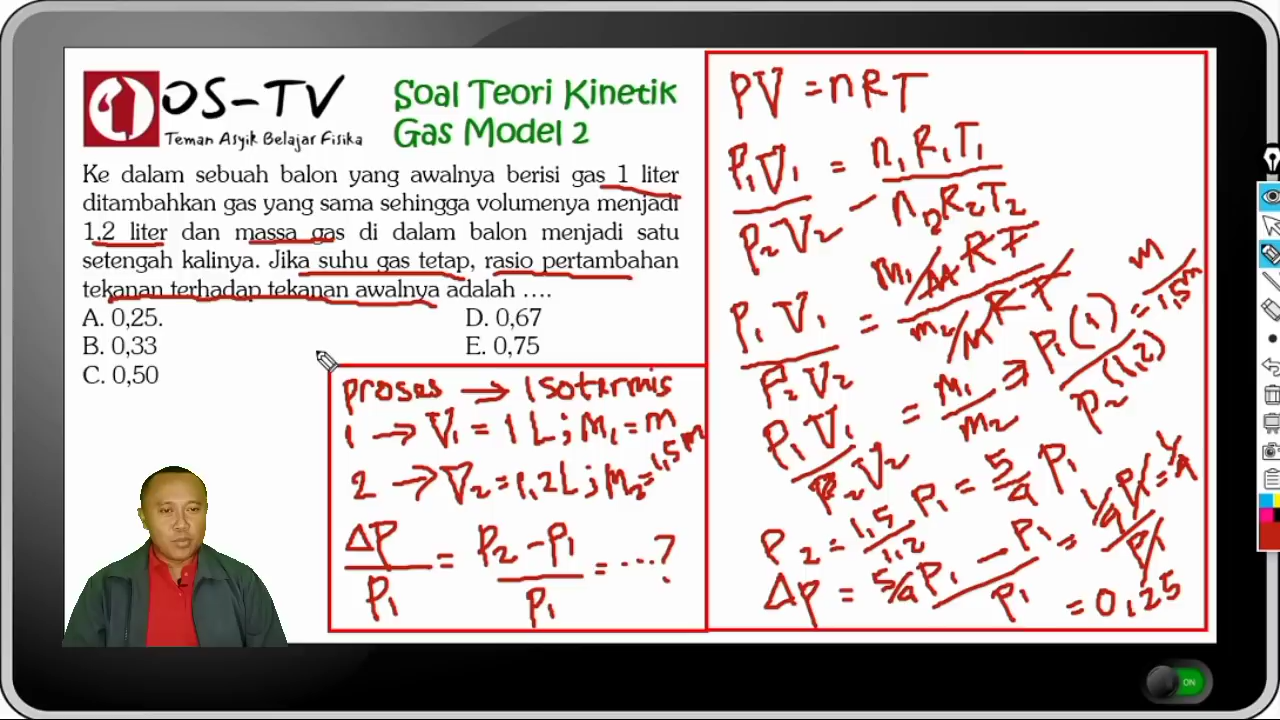 OS-TV
Teman Asyik Belajar Fisika
Soal Teori Kinetik
Gas Model 2
Ke dalam sebuah balon yang awalnya berisi gas 1 liter
ditambahkan gas yang sama sehingga volumenya menjadi
1,2 liter dan massa gas di dalam balon menjadi satu
setengah kalinya. Jika suhu gas tetap, rasio pertambahan
tekanan terhadap tekanan awalnya adalah ....
A. 0,25.
D. 0,67
B. 0,33
E. 0,75
C. 0,50
proses → Isotermis
1 → V1 = 1 L ; M1 = m
2 → V2 = 1,2 L ; M2 = 1,5 m
ΔP/P1 = P2 - P1/P1 = ...?
PV = nRT
P1V1/P2V2 = n1R1T1/n2R2T2
P1V1/P2V2 = m1/M RT/m2/M RT
P1V1/P2V2 = m1/m2 ⇒ P1(1)/P2(1,2) = m/1,5m
P2 = 1,5/1,2 P1 = 5/4 P1
ΔP = 5/4P1 - P1/P1 = 1/4P1/P1 = 1/4
= 0,25
ON